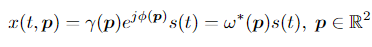 x(t, p) = γ(p)e^{jϕ(p)}s(t) = ω*(p)s(t), p ∈ ℝ²